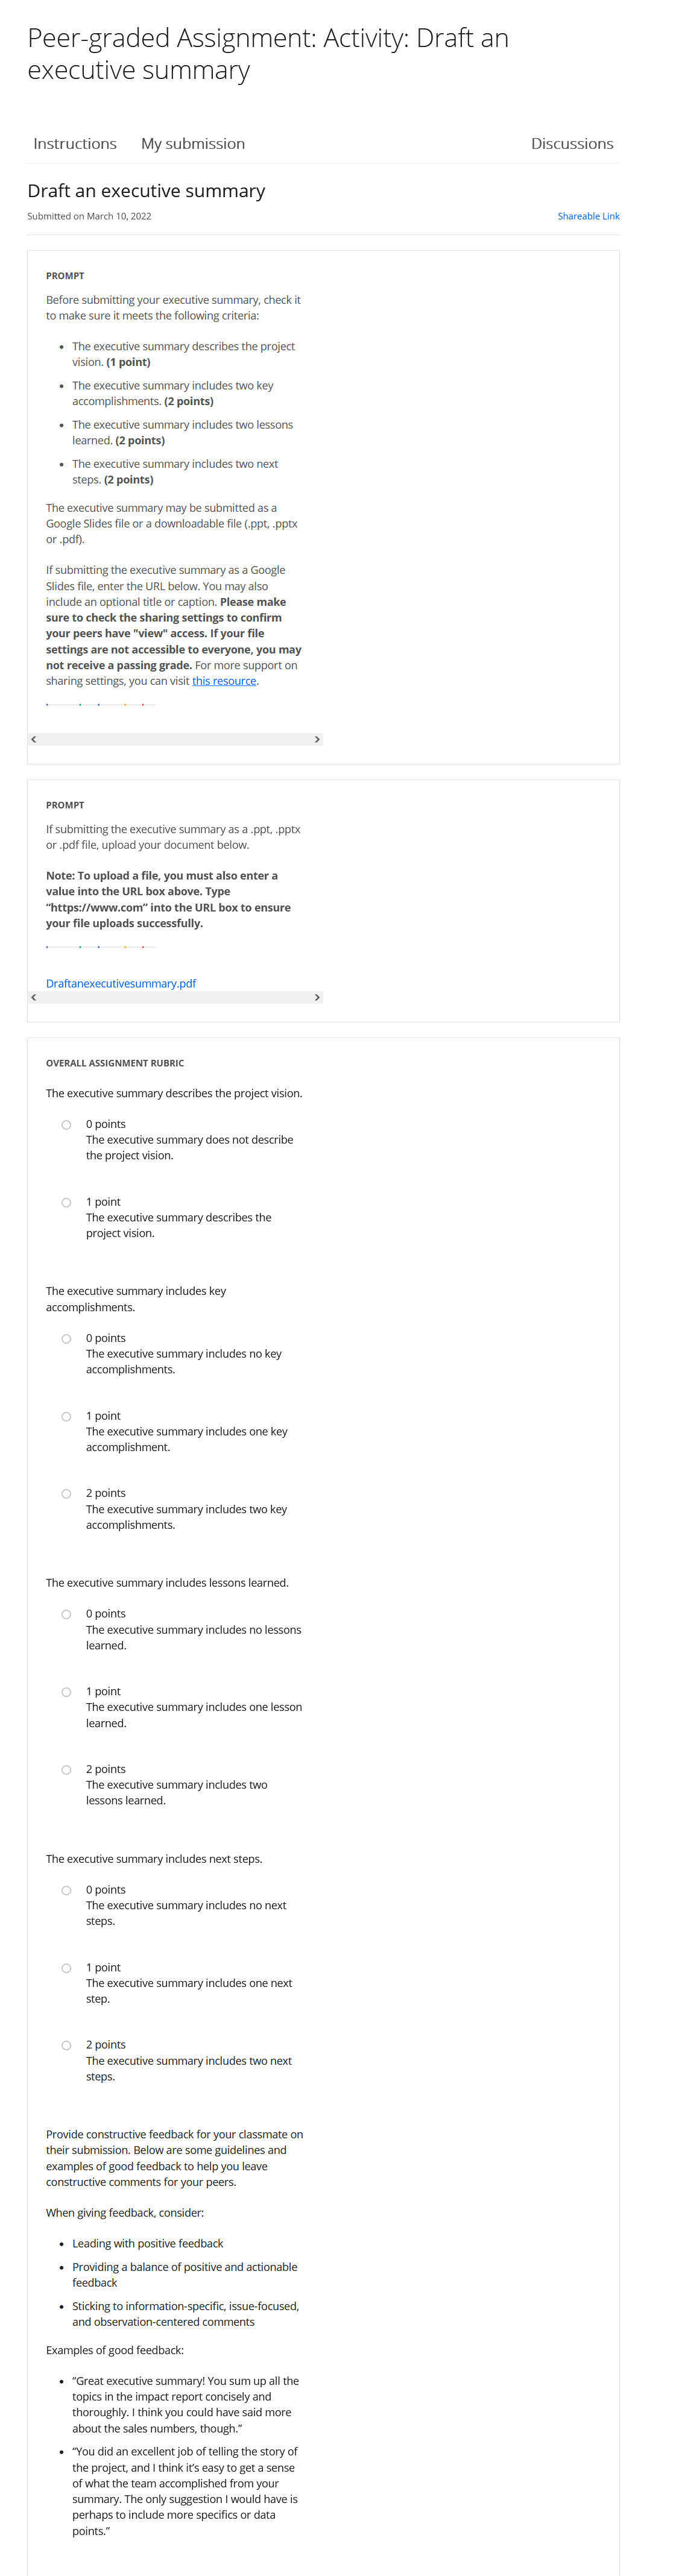 Peer-graded Assignment: Activity: Draft an
executive summary
Instructions
My submission
Discussions
Draft an executive summary
Submitted on March 10, 2022
Shareable Link
PROMPT
Before submitting your executive summary, check it
to make sure it meets the following criteria:
• The executive summary describes the project
vision. (1 point)
• The executive summary includes two key
accomplishments. (2 points)
• The executive summary includes two lessons
learned. (2 points)
• The executive summary includes two next
steps. (2 points)
The executive summary may be submitted as a
Google Slides file or a downloadable file (.ppt, .pptx
or .pdf).
If submitting the executive summary as a Google
Slides file, enter the URL below. You may also
include an optional title or caption. Please make
sure to check the sharing settings to confirm
your peers have "view" access. If your file
settings are not accessible to everyone, you may
not receive a passing grade. For more support on
sharing settings, you can visit this resource.
PROMPT
If submitting the executive summary as a .ppt, .pptx
or .pdf file, upload your document below.
Note: To upload a file, you must also enter a
value into the URL box above. Type
“https://www.com” into the URL box to ensure
your file uploads successfully.
Draftanexecutivesummary.pdf
OVERALL ASSIGNMENT RUBRIC
The executive summary describes the project vision.
0 points
The executive summary does not describe
the project vision.
1 point
The executive summary describes the
project vision.
The executive summary includes key
accomplishments.
0 points
The executive summary includes no key
accomplishments.
1 point
The executive summary includes one key
accomplishment.
2 points
The executive summary includes two key
accomplishments.
The executive summary includes lessons learned.
0 points
The executive summary includes no lessons
learned.
1 point
The executive summary includes one lesson
learned.
2 points
The executive summary includes two
lessons learned.
The executive summary includes next steps.
0 points
The executive summary includes no next
steps.
1 point
The executive summary includes one next
step.
2 points
The executive summary includes two next
steps.
Provide constructive feedback for your classmate on
their submission. Below are some guidelines and
examples of good feedback to help you leave
constructive comments for your peers.
When giving feedback, consider:
• Leading with positive feedback
• Providing a balance of positive and actionable
feedback
• Sticking to information-specific, issue-focused,
and observation-centered comments
Examples of good feedback:
• “Great executive summary! You sum up all the
topics in the impact report concisely and
thoroughly. I think you could have said more
about the sales numbers, though.”
• “You did an excellent job of telling the story of
the project, and I think it’s easy to get a sense
of what the team accomplished from your
summary. The only suggestion I would have is
perhaps to include more specifics or data
points.”